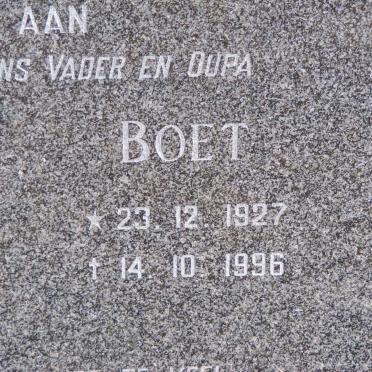 AAN
NS VADER EN OUPA
BOET
* 23. 12. 1927
† 14. 10. 1996